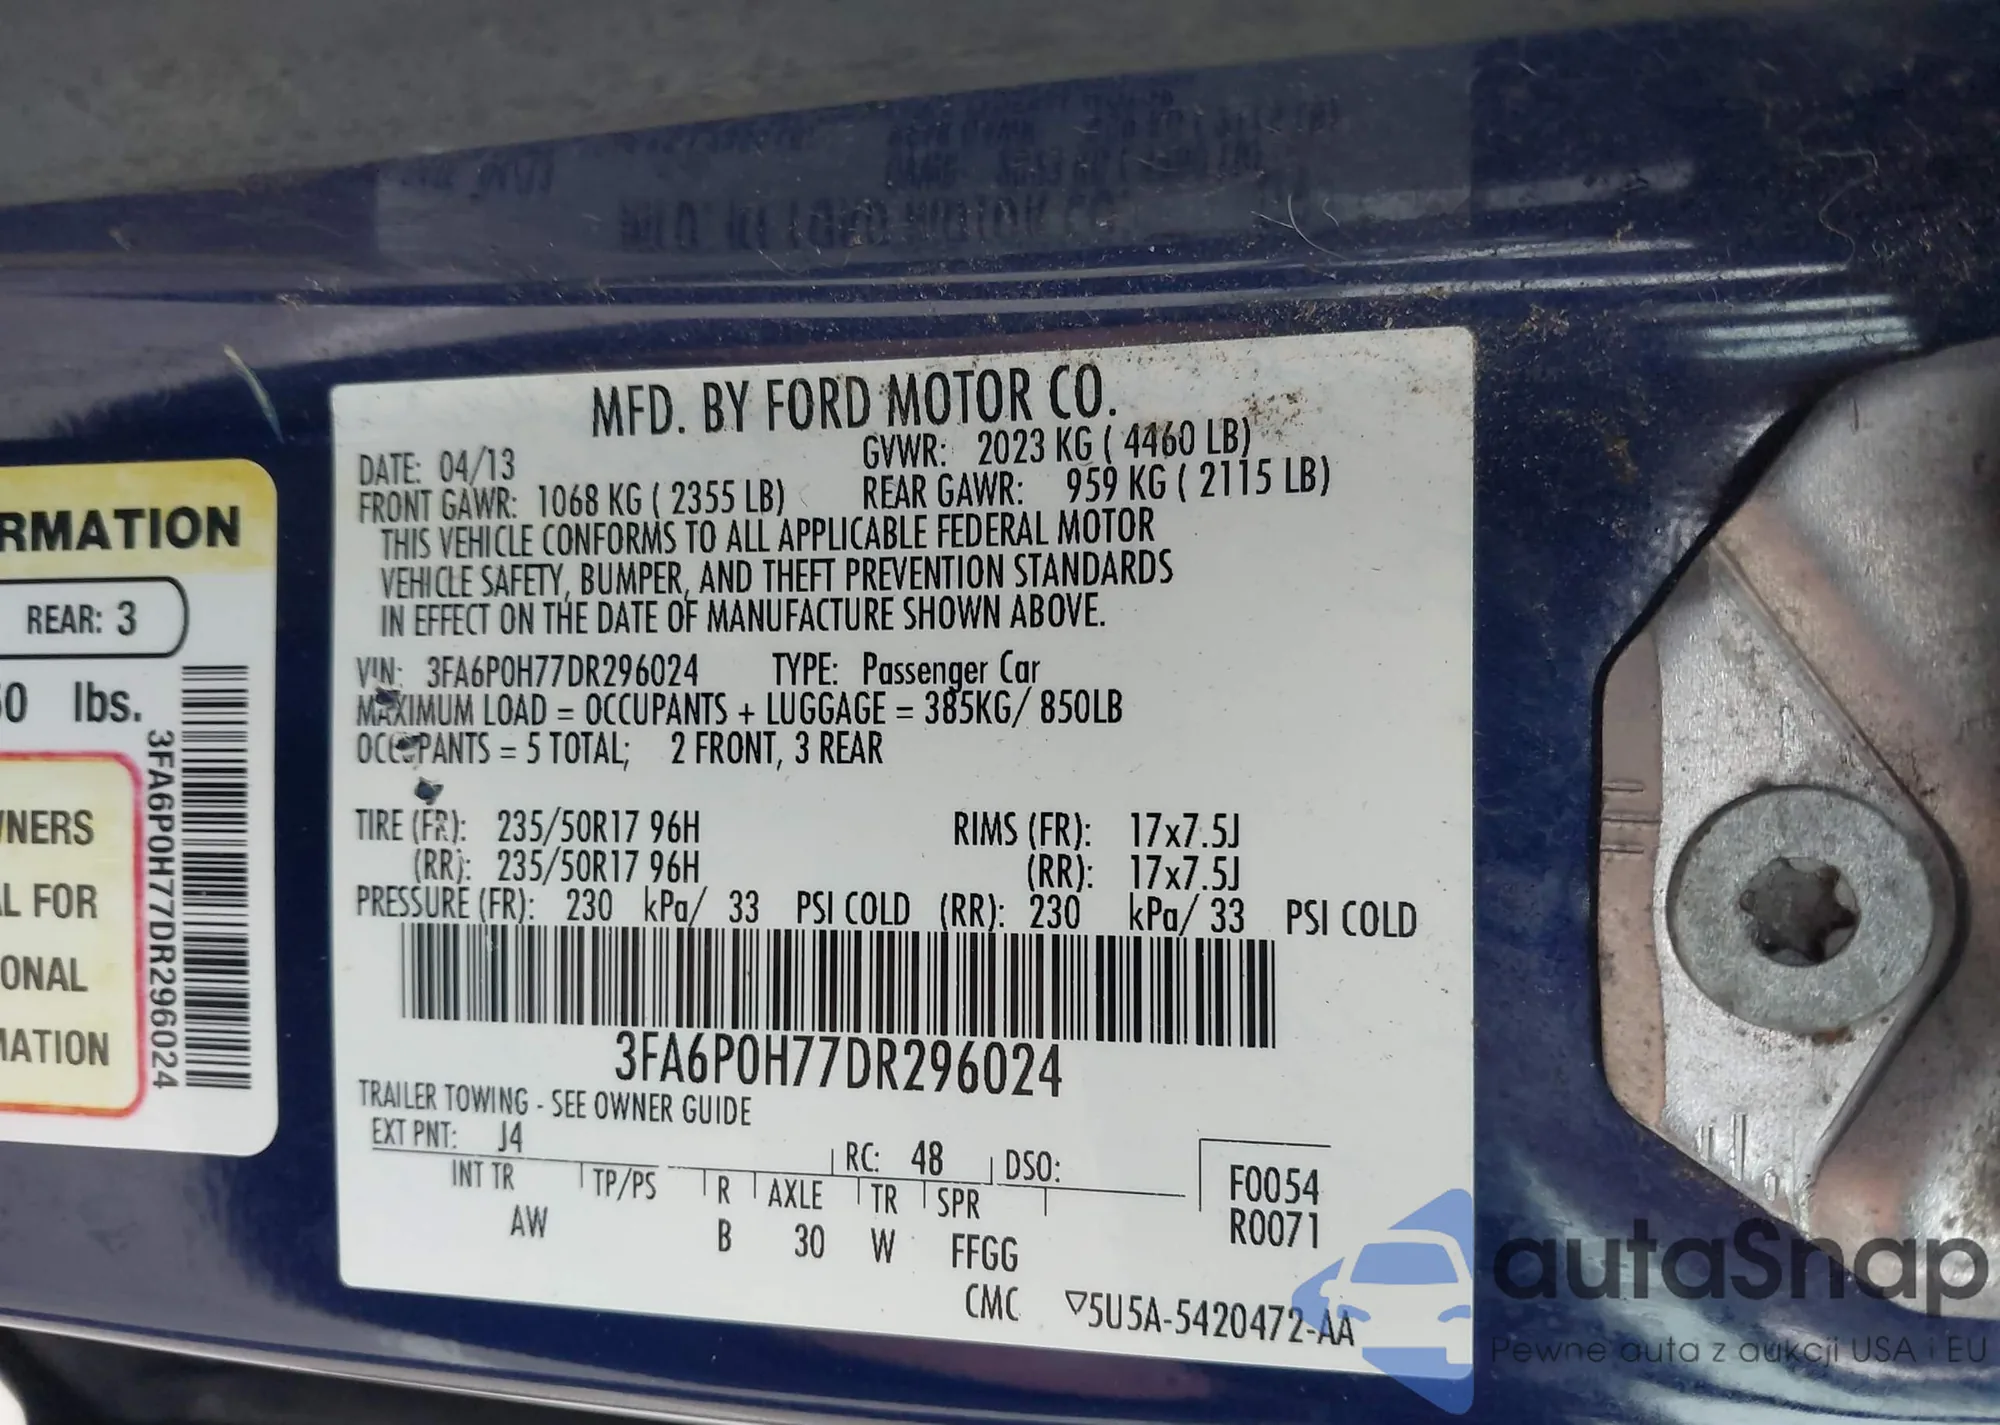 MFD. BY FORD MOTOR CO.
DATE: 04/13 GVWR: 2023 KG ( 4460 LB)
FRONT GAWR: 1068 KG ( 2355 LB) REAR GAWR: 959 KG ( 2115 LB)
THIS VEHICLE CONFORMS TO ALL APPLICABLE FEDERAL MOTOR
VEHICLE SAFETY, BUMPER, AND THEFT PREVENTION STANDARDS
IN EFFECT ON THE DATE OF MANUFACTURE SHOWN ABOVE.
VIN: 3FA6P0H77DR296024 TYPE: Passenger Car
MAXIMUM LOAD = OCCUPANTS + LUGGAGE = 385KG/ 850LB
OCCUPANTS = 5 TOTAL; 2 FRONT, 3 REAR
TIRE (FR): 235/50R17 96H RIMS (FR): 17x7.5J
(RR): 235/50R17 96H (RR): 17x7.5J
PRESSURE (FR): 230 kPa/ 33 PSI COLD (RR): 230 kPa/ 33 PSI COLD
3FA6P0H77DR296024
TRAILER TOWING - SEE OWNER GUIDE
EXT PNT: J4 RC: 48 DSO:
INT TR TP/PS R AXLE TR SPR
AW B 30 W FFGG
F0054
R0071
CMC ▽5U5A-5420472-AA
RMATION
REAR: 3
50 lbs.
3FA6P0H77DR296024
WNERS
AL FOR
ONAL
MATION
autaSnap
Pewne auta z aukcji USA i EU